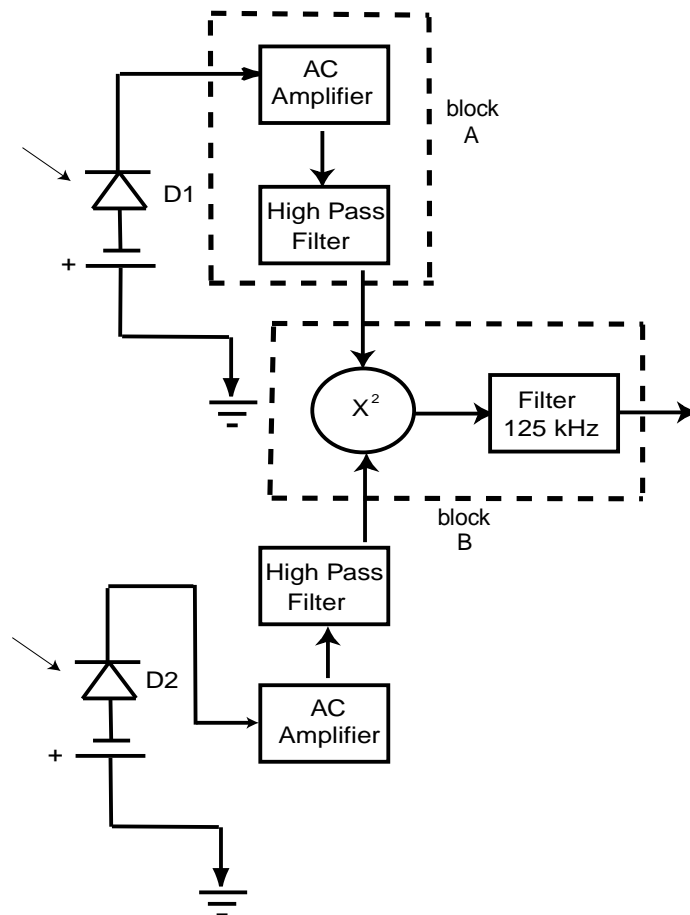 AC
Amplifier
block
A
D1
High Pass
Filter
+
X²
Filter
125 kHz
block
B
High Pass
Filter
D2
AC
Amplifier
+